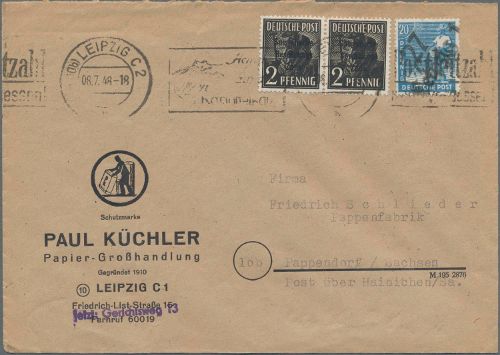 (10b) LEIPZIG C 2
08.7.48-18
DEUTSCHE POST
2 PFENNIG
DEUTSCHE POST
2 PFENNIG
20
DEUTSCHE POST
Schutzmarke
PAUL KÜCHLER
Papier-Großhandlung
Gegründet 1910
10 LEIPZIG C1
Friedrich-List-Straße 15
jetzt: Gerichtsweg 13
Fernruf 60019
Firma
Friedrich Schlieder
Pappenfabrik
10b Pappendorf / Sachsen
M.195 2876
Post über Hainichen/Sa.